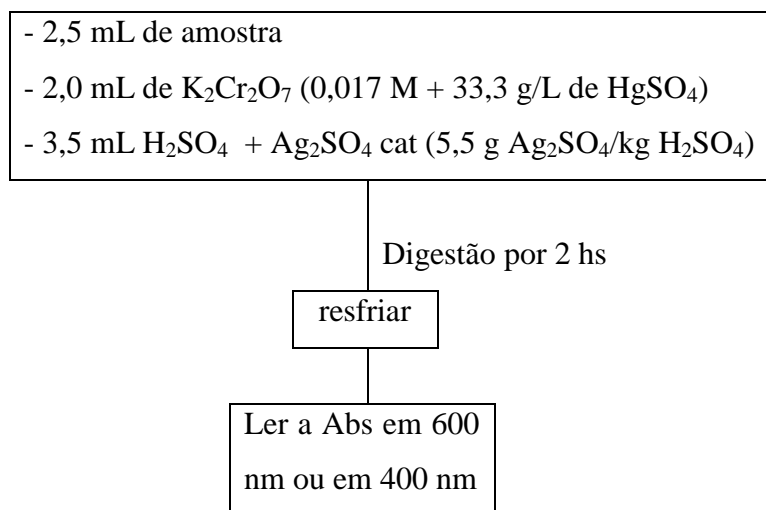 - 2,5 mL de amostra
- 2,0 mL de K₂Cr₂O₇ (0,017 M + 33,3 g/L de HgSO₄)
- 3,5 mL H₂SO₄ + Ag₂SO₄ cat (5,5 g Ag₂SO₄/kg H₂SO₄)
Digestão por 2 hs
resfriar
Ler a Abs em 600
nm ou em 400 nm